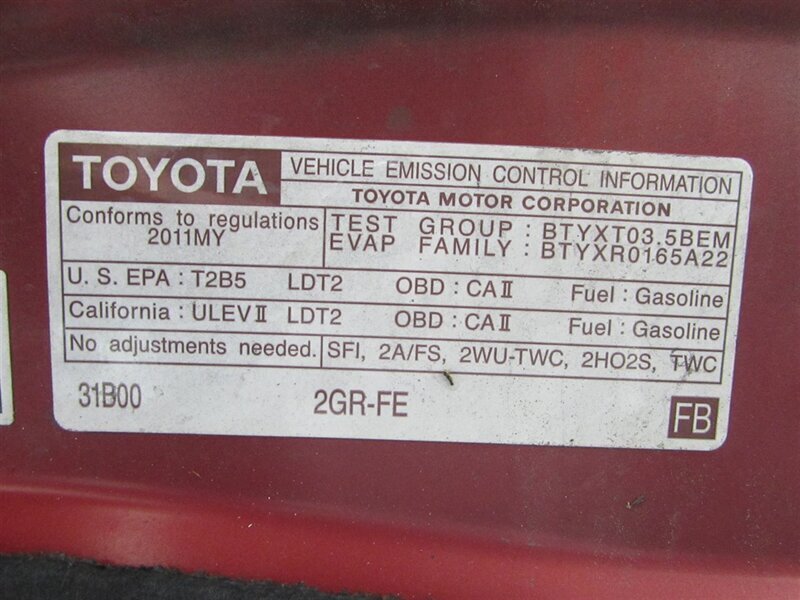 TOYOTA VEHICLE EMISSION CONTROL INFORMATION
TOYOTA MOTOR CORPORATION
Conforms to regulations 2011MY
TEST GROUP : BTYXT03.5BEM
EVAP FAMILY : BTYXR0165A22
U. S. EPA : T2B5 LDT2 OBD : CAⅡ Fuel : Gasoline
California : ULEVⅡ LDT2 OBD : CAⅡ Fuel : Gasoline
No adjustments needed. SFI, 2A/FS, 2WU-TWC, 2HO2S, TWC
31B00 2GR-FE FB